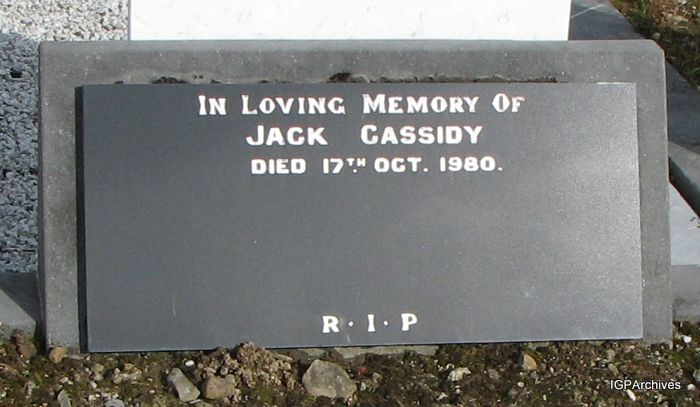 In Loving Memory Of
JACK CASSIDY
DIED 17TH OCT. 1980.
R·I·P
IGPArchives